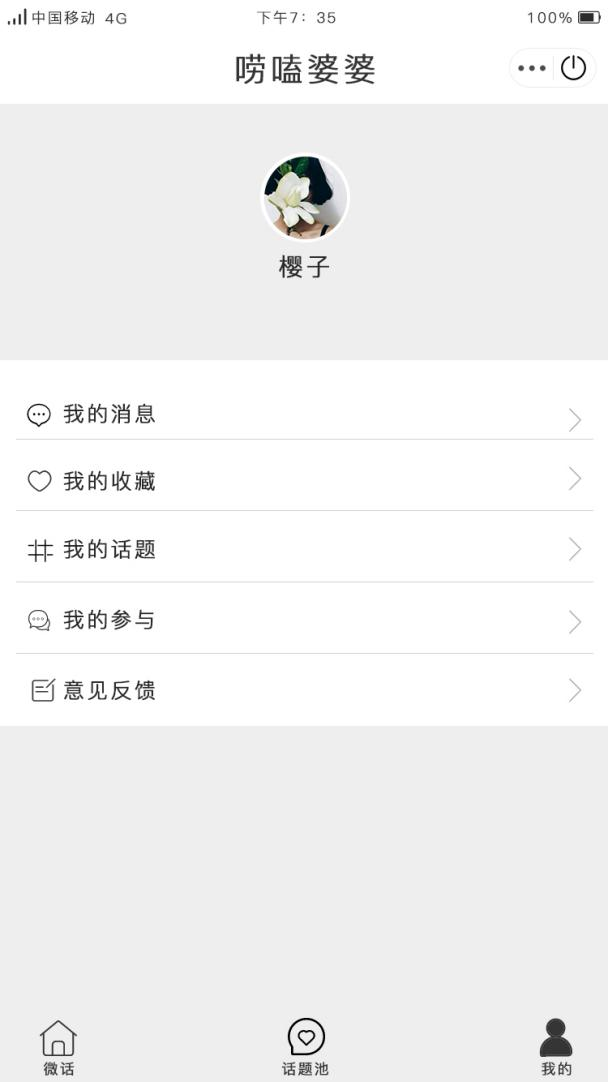 中国移动 4G 下午7：35 100%
唠嗑婆婆
樱子
我的消息
我的收藏
我的话题
我的参与
意见反馈
微话 话题池 我的